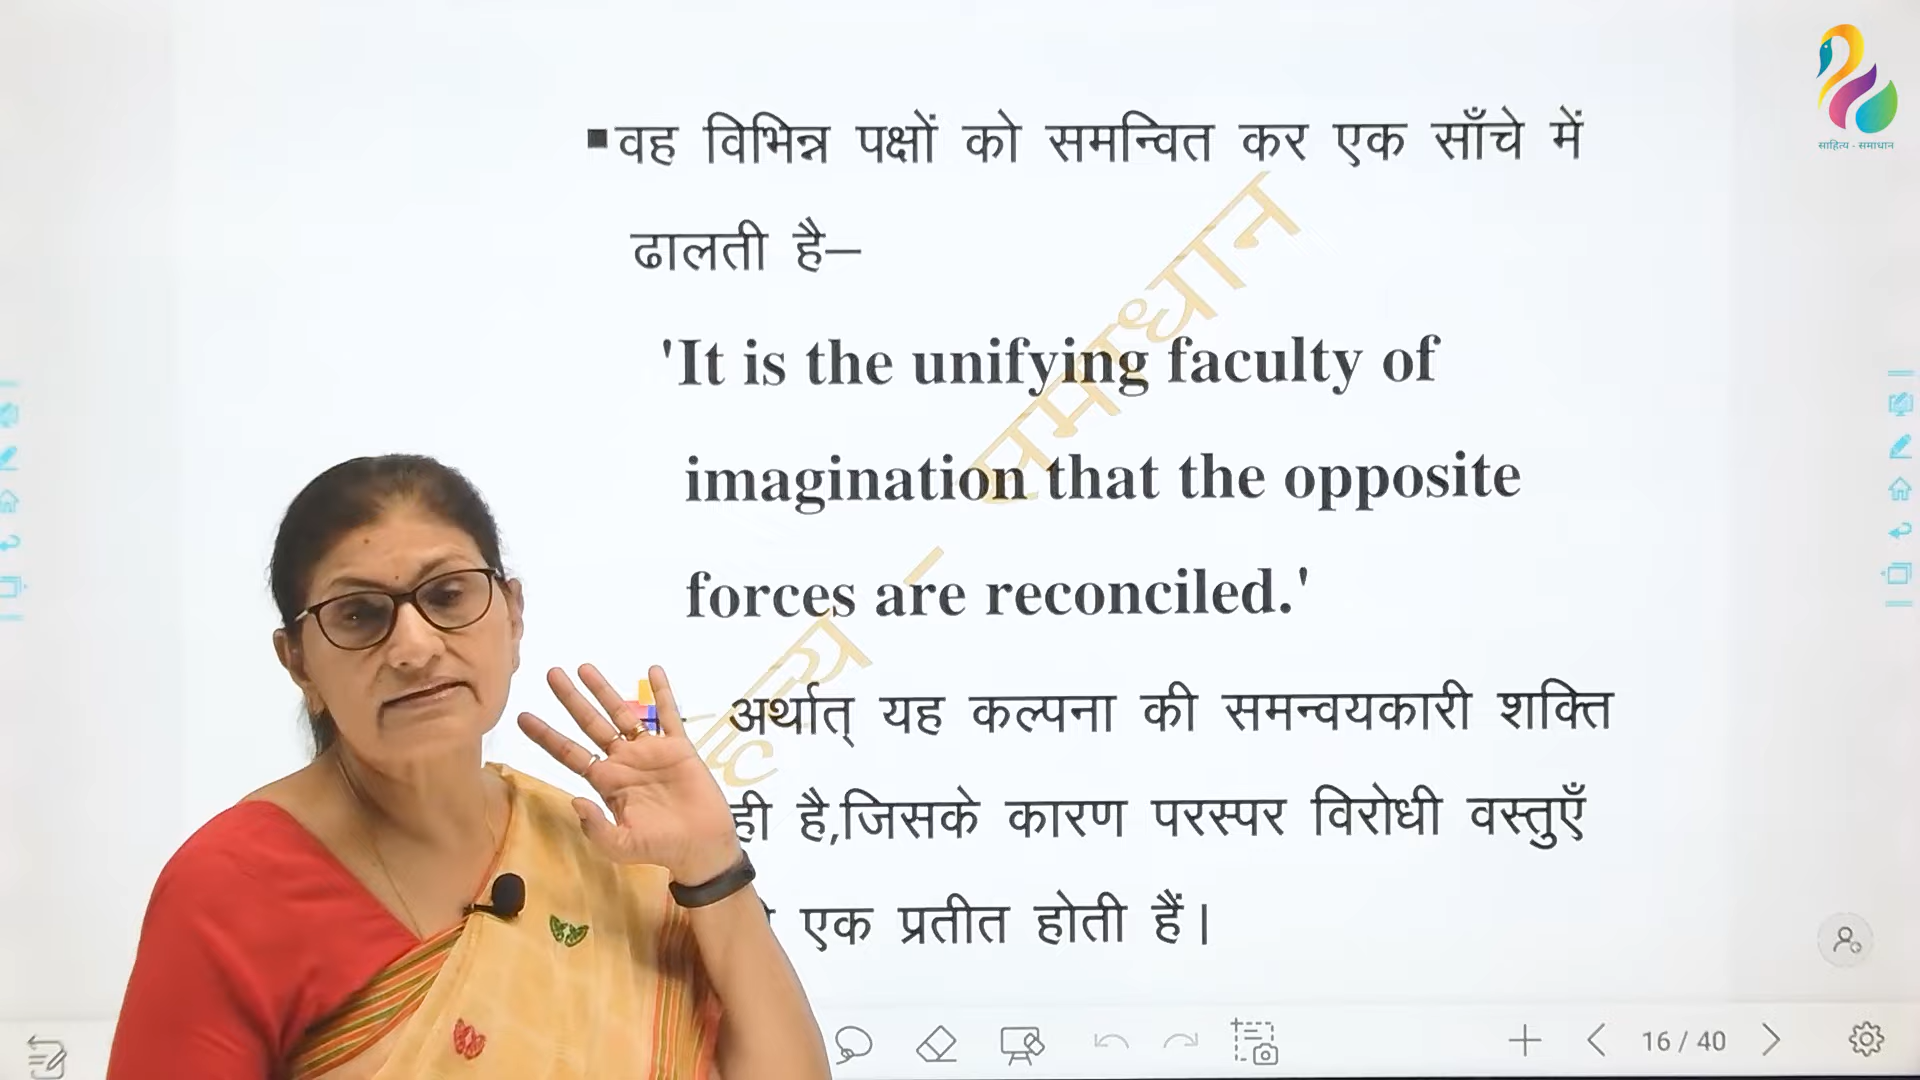 साहित्य - समाधान
▪वह विभिन्न पक्षों को समन्वित कर एक साँचे में
ढालती है–
'It is the unifying faculty of
imagination that the opposite
forces are reconciled.'
अर्थात् यह कल्पना की समन्वयकारी शक्ति
ही है,जिसके कारण परस्पर विरोधी वस्तुएँ
एक प्रतीत होती हैं।
16 / 40